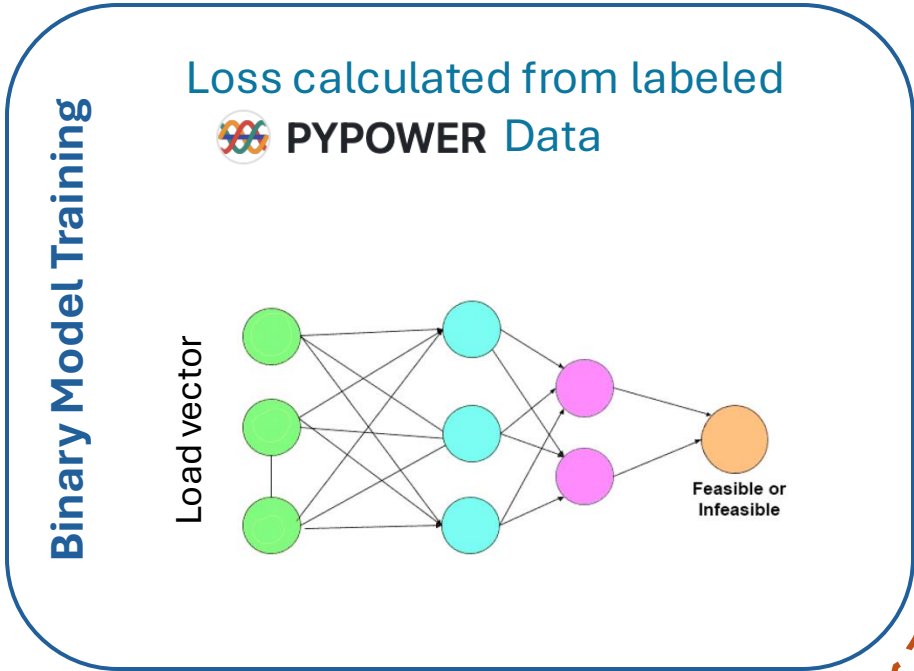 Binary Model Training
Loss calculated from labeled
PYPOWER Data
Load vector
Feasible or
Infeasible